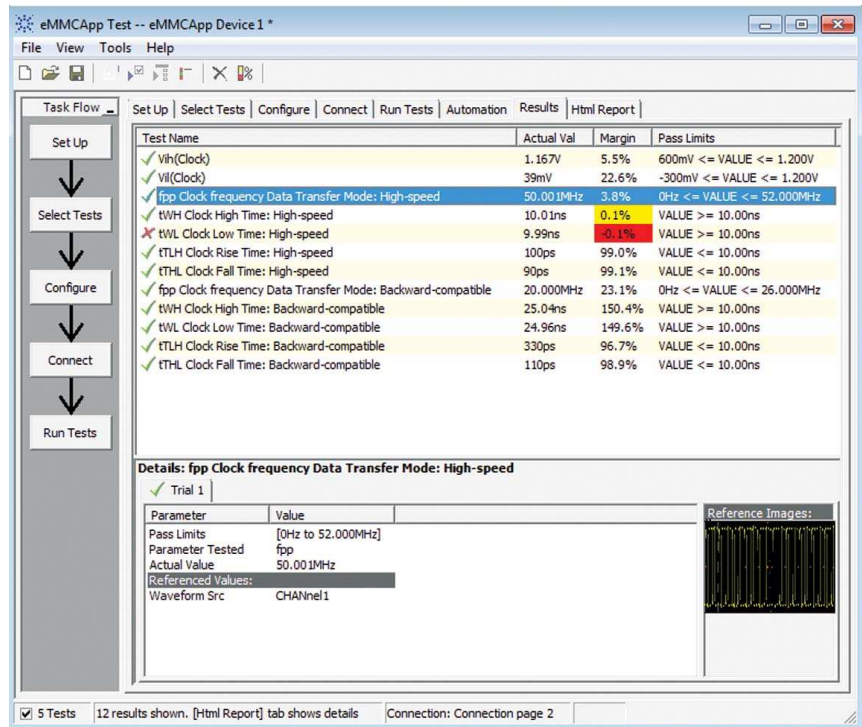 eMMCApp Test -- eMMCApp Device 1 *
File View Tools Help
Task Flow
Set Up
Select Tests
Configure
Connect
Run Tests
Set Up Select Tests Configure Connect Run Tests Automation Results Html Report
Test Name Actual Val Margin Pass Limits
Vih(Clock) 1.167V 5.5% 600mV <= VALUE <= 1.200V
Vil(Clock) 39mV 22.6% -300mV <= VALUE <= 1.200V
fpp Clock frequency Data Transfer Mode: High-speed 50.001MHz 3.8% 0Hz <= VALUE <= 52.000MHz
tWH Clock High Time: High-speed 10.01ns 0.1% VALUE >= 10.00ns
tWL Clock Low Time: High-speed 9.99ns -0.1% VALUE >= 10.00ns
tTLH Clock Rise Time: High-speed 100ps 99.0% VALUE <= 10.00ns
tTHL Clock Fall Time: High-speed 90ps 99.1% VALUE <= 10.00ns
fpp Clock frequency Data Transfer Mode: Backward-compatible 20.000MHz 23.1% 0Hz <= VALUE <= 26.000MHz
tWH Clock High Time: Backward-compatible 25.04ns 150.4% VALUE >= 10.00ns
tWL Clock Low Time: Backward-compatible 24.96ns 149.6% VALUE >= 10.00ns
tTLH Clock Rise Time: Backward-compatible 330ps 96.7% VALUE <= 10.00ns
tTHL Clock Fall Time: Backward-compatible 110ps 98.9% VALUE <= 10.00ns
Details: fpp Clock frequency Data Transfer Mode: High-speed
Trial 1
Parameter Value
Pass Limits [0Hz to 52.000MHz]
Parameter Tested fpp
Actual Value 50.001MHz
Referenced Values:
Waveform Src CHANnel1
Reference Images:
5 Tests 12 results shown. [Html Report] tab shows details Connection: Connection page 2